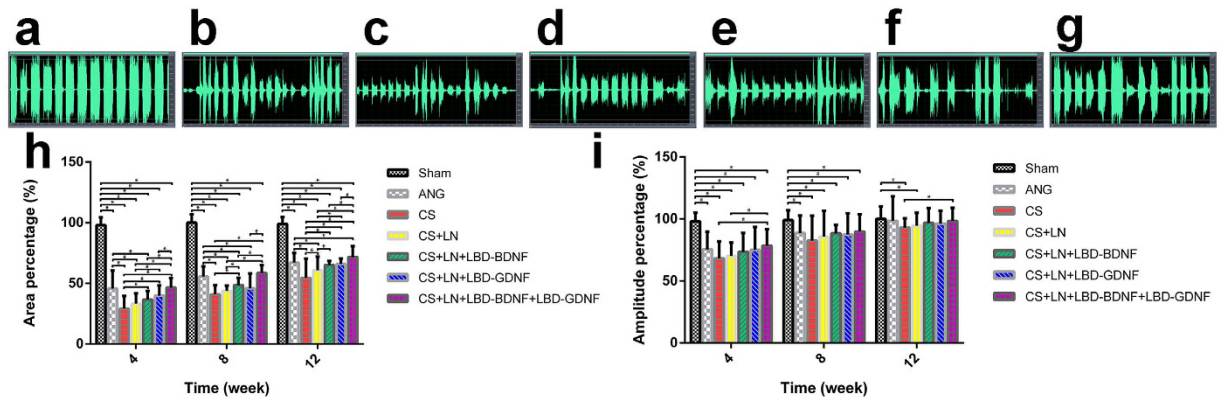 a b c d e f g
h
150
100
50
0
Area percentage (%)
4 8 12
Time (week)
Sham
ANG
CS
CS+LN
CS+LN+LBD-BDNF
CS+LN+LBD-GDNF
CS+LN+LBD-BDNF+LBD-GDNF
i
150
100
50
0
Amplitude percentage (%)
4 8 12
Time (week)
Sham
ANG
CS
CS+LN
CS+LN+LBD-BDNF
CS+LN+LBD-GDNF
CS+LN+LBD-BDNF+LBD-GDNF